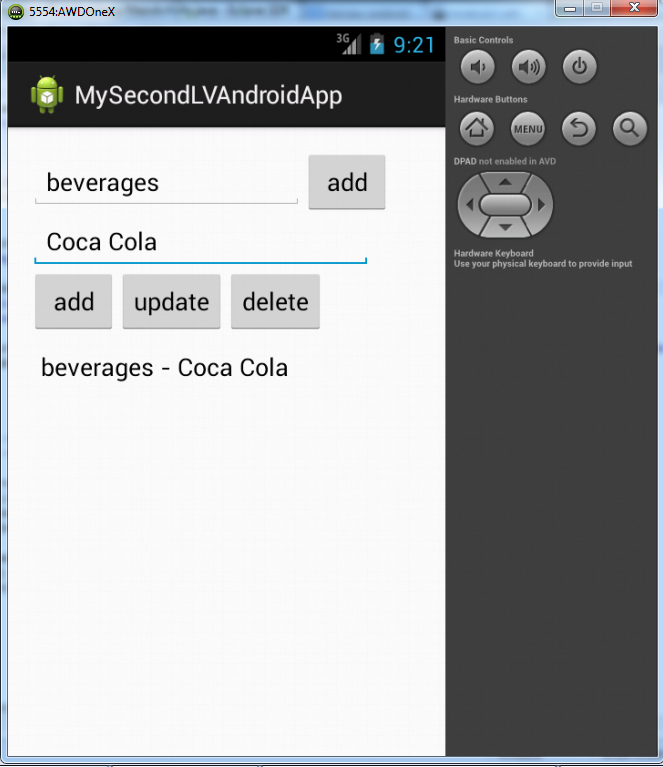 5554:AWDOneX
3G 9:21
MySecondLVAndroidApp
beverages add
Coca Cola
add update delete
beverages - Coca Cola
Basic Controls
Hardware Buttons
MENU
DPAD not enabled in AVD
Hardware Keyboard
Use your physical keyboard to provide input